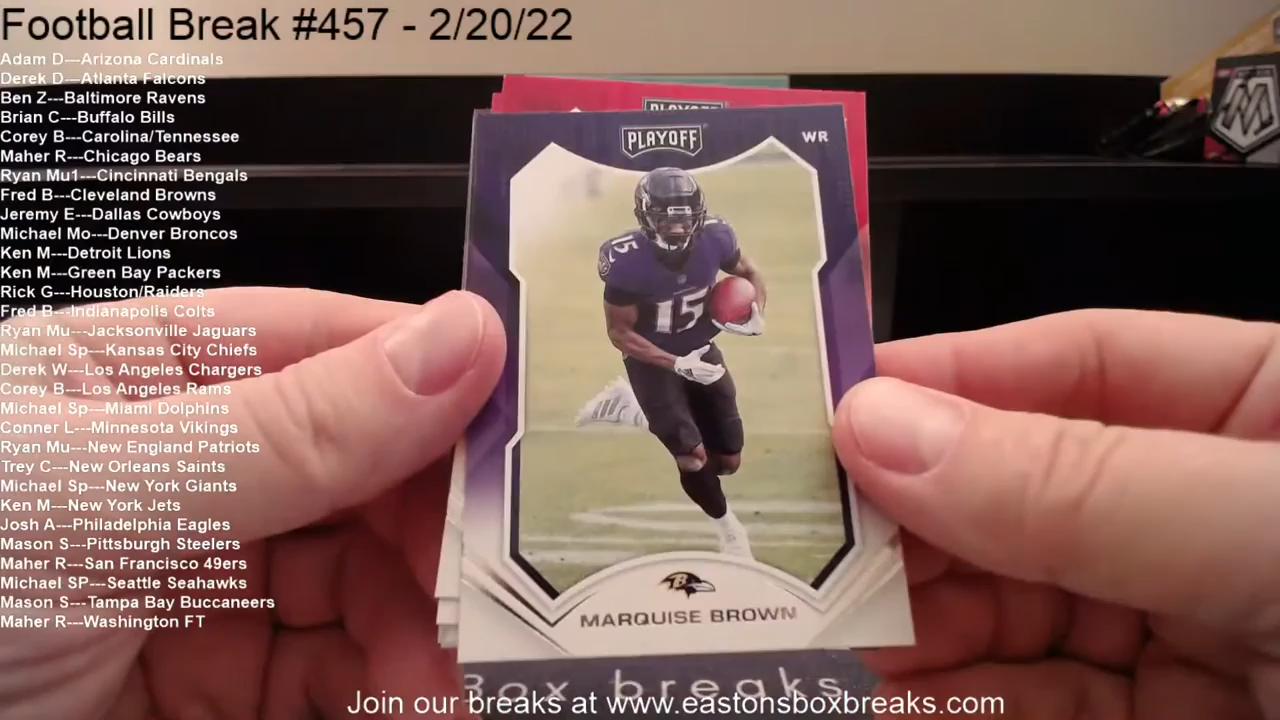 Football Break #457 - 2/20/22
Adam D---Arizona Cardinals
Derek D---Atlanta Falcons
Ben Z---Baltimore Ravens
Brian C---Buffalo Bills
Corey B---Carolina/Tennessee
Maher R---Chicago Bears
Ryan Mu1---Cincinnati Bengals
Fred B---Cleveland Browns
Jeremy E---Dallas Cowboys
Michael Mo---Denver Broncos
Ken M---Detroit Lions
Ken M---Green Bay Packers
Rick G---Houston/Raiders
Fred B---Indianapolis Colts
Ryan Mu---Jacksonville Jaguars
Michael Sp---Kansas City Chiefs
Derek W---Los Angeles Chargers
Corey B---Los Angeles Rams
Michael Sp---Miami Dolphins
Conner L---Minnesota Vikings
Ryan Mu---New England Patriots
Trey C---New Orleans Saints
Michael Sp---New York Giants
Ken M---New York Jets
Josh A---Philadelphia Eagles
Mason S---Pittsburgh Steelers
Maher R---San Francisco 49ers
Michael SP---Seattle Seahawks
Mason S---Tampa Bay Buccaneers
Maher R---Washington FT
PLAYOFF
PLAYOFF
WR
15
15
B
MARQUISE BROWN
Box breaks
Join our breaks at www.eastonsboxbreaks.com